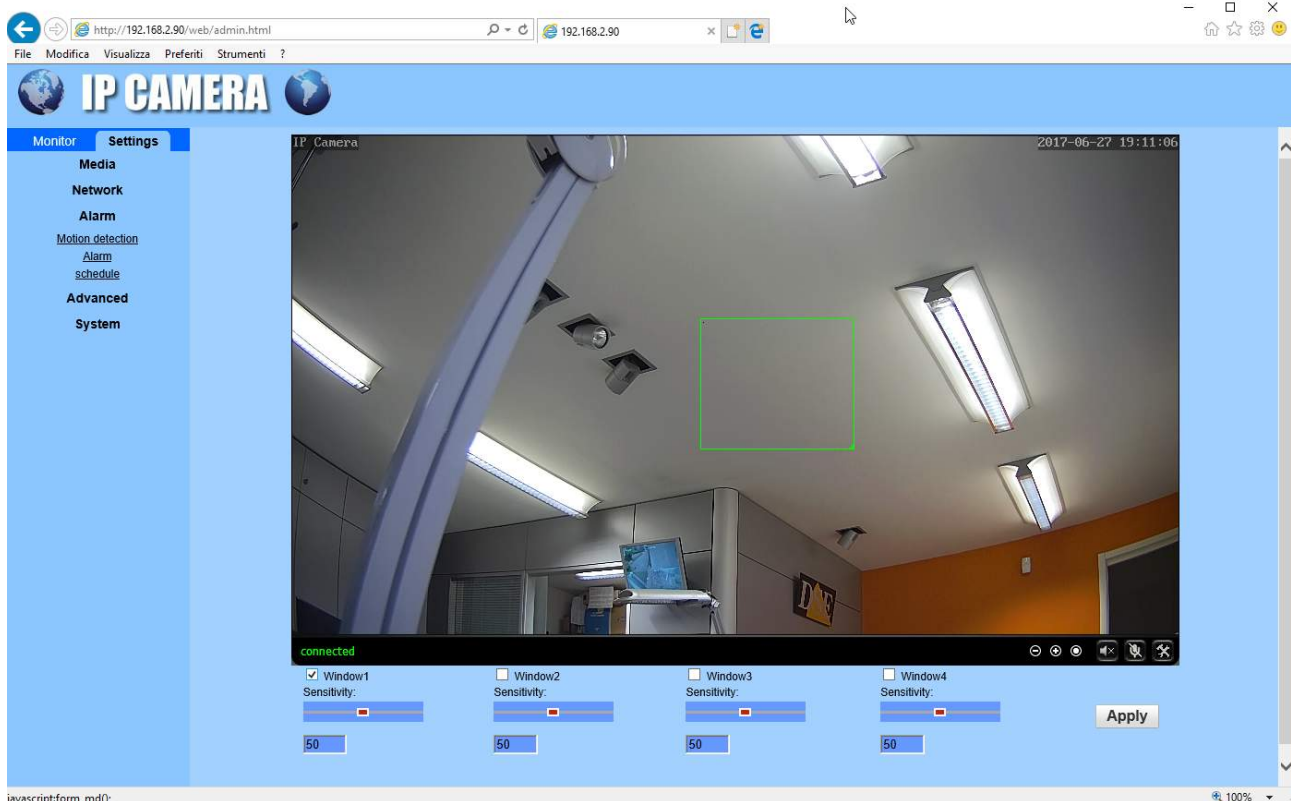 http://192.168.2.90/web/admin.html
192.168.2.90
File Modifica Visualizza Preferiti Strumenti ?
IP CAMERA
Monitor Settings
Media
Network
Alarm
Motion detection
Alarm
schedule
Advanced
System
IP Camera 2017-06-27 19:11:06
DSE
connected
Window1 Window2 Window3 Window4
Sensitivity: Sensitivity: Sensitivity: Sensitivity:
Apply
50 50 50 50
javascript:form_md(); 100%